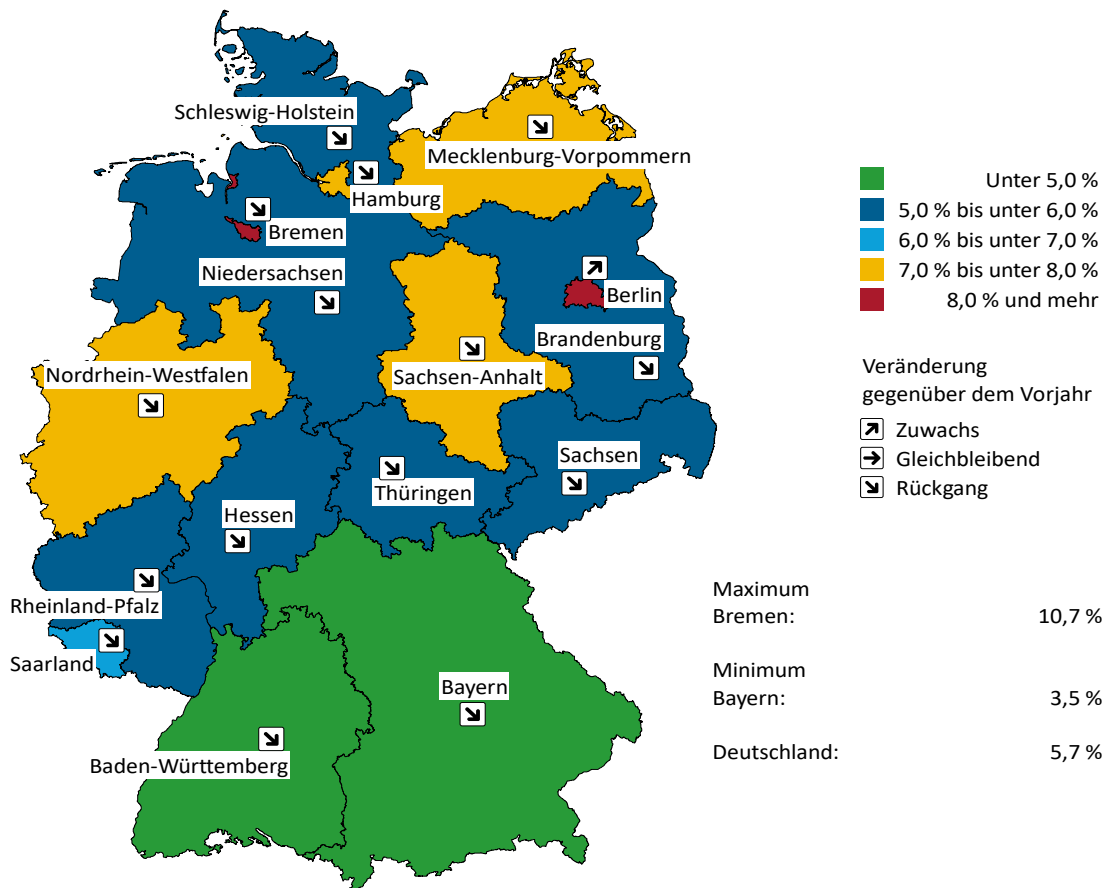 Schleswig-Holstein
Mecklenburg-Vorpommern
Hamburg
Bremen
Niedersachsen
Berlin
Brandenburg
Nordrhein-Westfalen
Sachsen-Anhalt
Sachsen
Thüringen
Hessen
Rheinland-Pfalz
Saarland
Bayern
Baden-Württemberg
Unter 5,0 %
5,0 % bis unter 6,0 %
6,0 % bis unter 7,0 %
7,0 % bis unter 8,0 %
8,0 % und mehr
Veränderung
gegenüber dem Vorjahr
Zuwachs
Gleichbleibend
Rückgang
Maximum
Bremen: 10,7 %
Minimum
Bayern: 3,5 %
Deutschland: 5,7 %